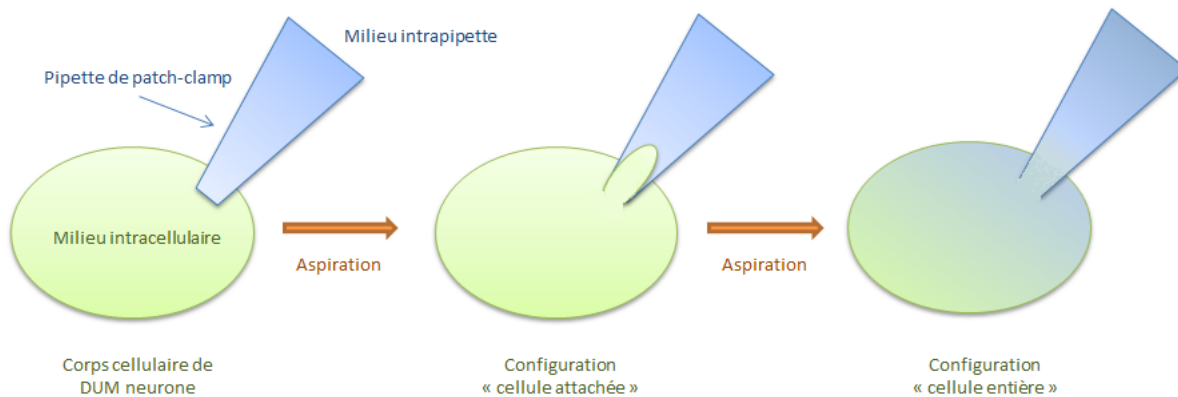 Milieu intrapipette
Pipette de patch-clamp
Milieu intracellulaire
Aspiration
Aspiration
Corps cellulaire de
DUM neurone
Configuration
« cellule attachée »
Configuration
« cellule entière »